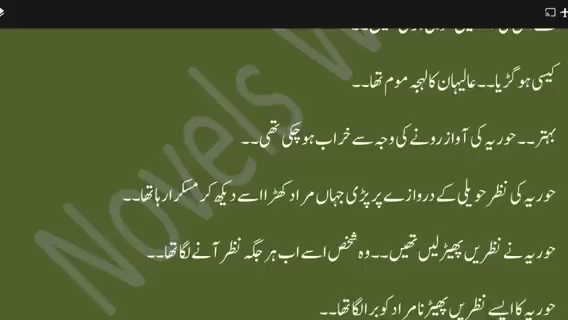 کیسی ہو گڑیا۔۔ عالیہان کا لہجہ موم تھا۔۔
بہتر۔۔ حوریہ کی آواز رونے کی وجہ سے خراب ہو چکی تھی۔۔
حوریہ کی نظر حویلی کے دروازے پر پڑی جہاں مراد کھڑا اسے دیکھ کر مسکرا رہا تھا۔۔
حوریہ نے نظریں پھیر لیں تھیں۔۔ وہ شخص اسے اب ہر جگہ نظر آنے لگا تھا۔۔
حوریہ کا ایسے نظریں پھیڑنا مراد کو برا لگا تھا۔۔
Novels